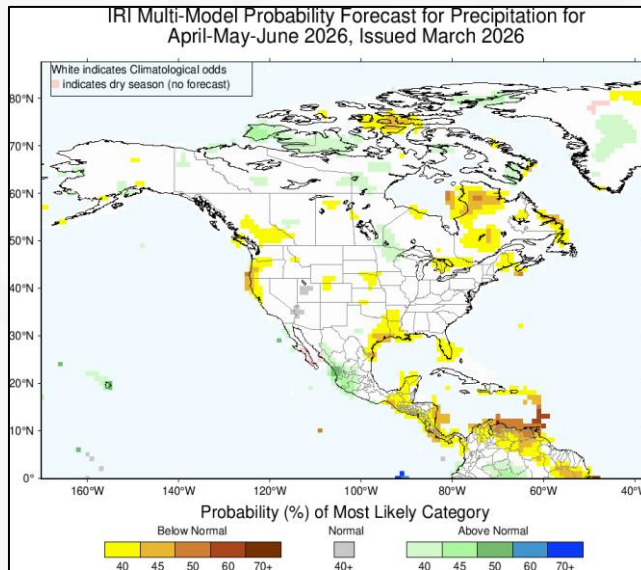 IRI Multi-Model Probability Forecast for Precipitation for
April-May-June 2026, Issued March 2026
White indicates Climatological odds
indicates dry season (no forecast)
80°N
70°N
60°N
50°N
40°N
30°N
20°N
10°N
0°
160°W 140°W 120°W 100°W 80°W 60°W 40°W
Probability (%) of Most Likely Category
Below Normal Normal Above Normal
40 45 50 60 70+ 40+ 40 45 50 60 70+